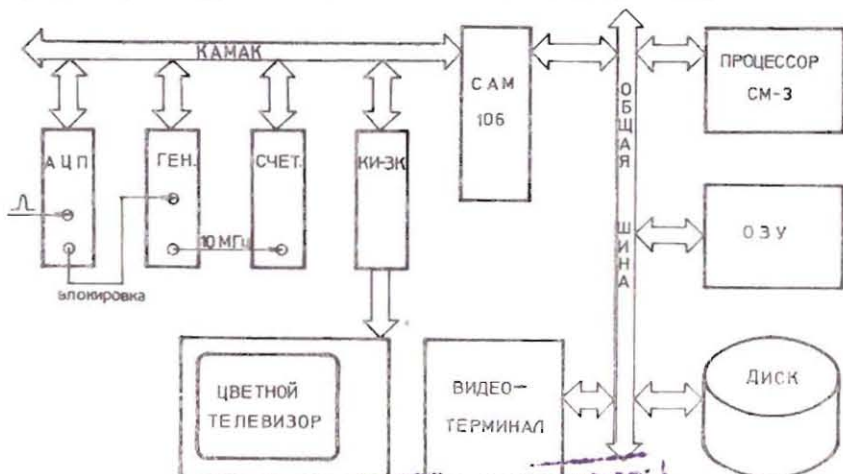 КАМАК
САМ
106
ОБЩАЯ ШИНА
ПРОЦЕССОР
СМ-3
АЦП
ГЕН.
СЧЕТ.
КИ-ЗК
10 МГц
Блокировка
ОЗУ
ЦВЕТНОЙ
ТЕЛЕВИЗОР
ВИДЕО-
ТЕРМИНАЛ
ДИСК